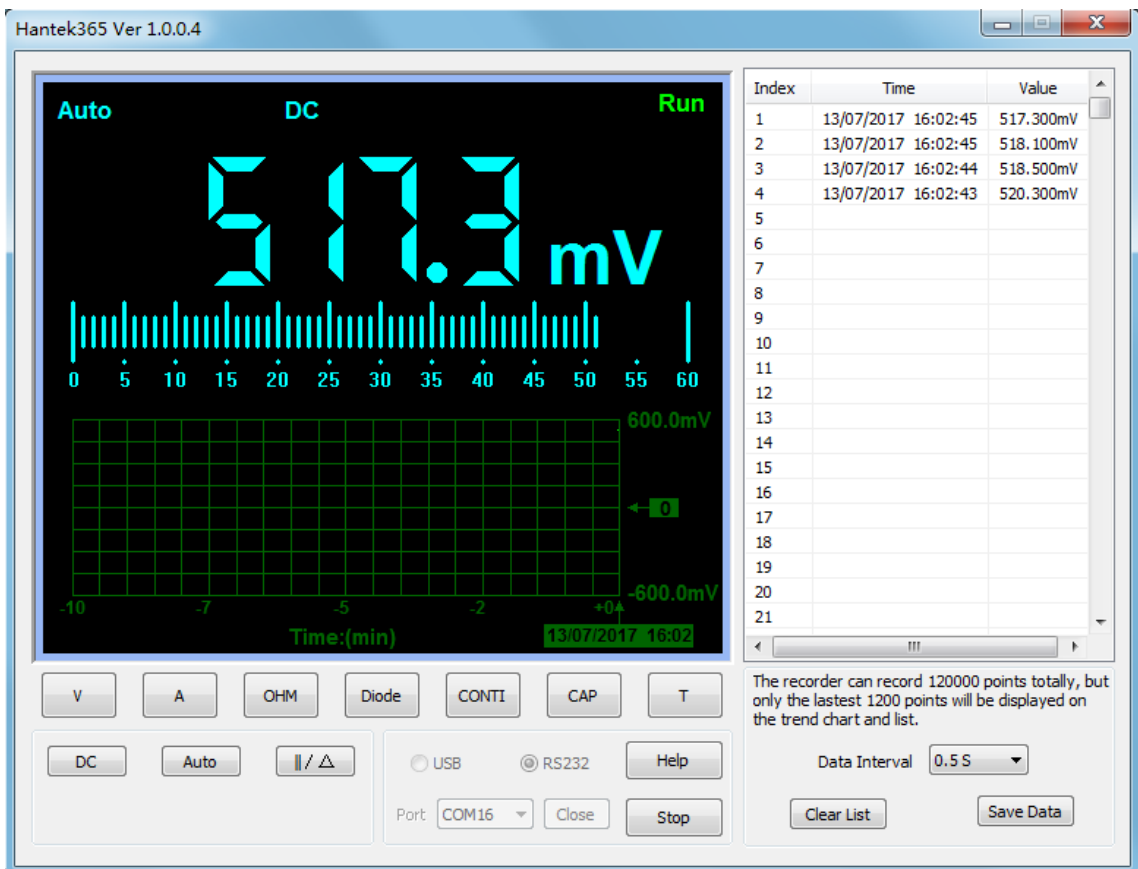 Hantek365 Ver 1.0.0.4
Auto DC Run
517.3 mV
0 5 10 15 20 25 30 35 40 45 50 55 60
600.0mV
0
-600.0mV
-10 -7 -5 -2 +0
Time:(min) 13/07/2017 16:02
V A OHM Diode CONTI CAP T
DC Auto ||/△
USB RS232 Help
Port COM16 Close Stop
Index Time Value
1 13/07/2017 16:02:45 517.300mV
2 13/07/2017 16:02:45 518.100mV
3 13/07/2017 16:02:44 518.500mV
4 13/07/2017 16:02:43 520.300mV
5
6
7
8
9
10
11
12
13
14
15
16
17
18
19
20
21
The recorder can record 120000 points totally, but
only the lastest 1200 points will be displayed on
the trend chart and list.
Data Interval 0.5 S
Clear List Save Data